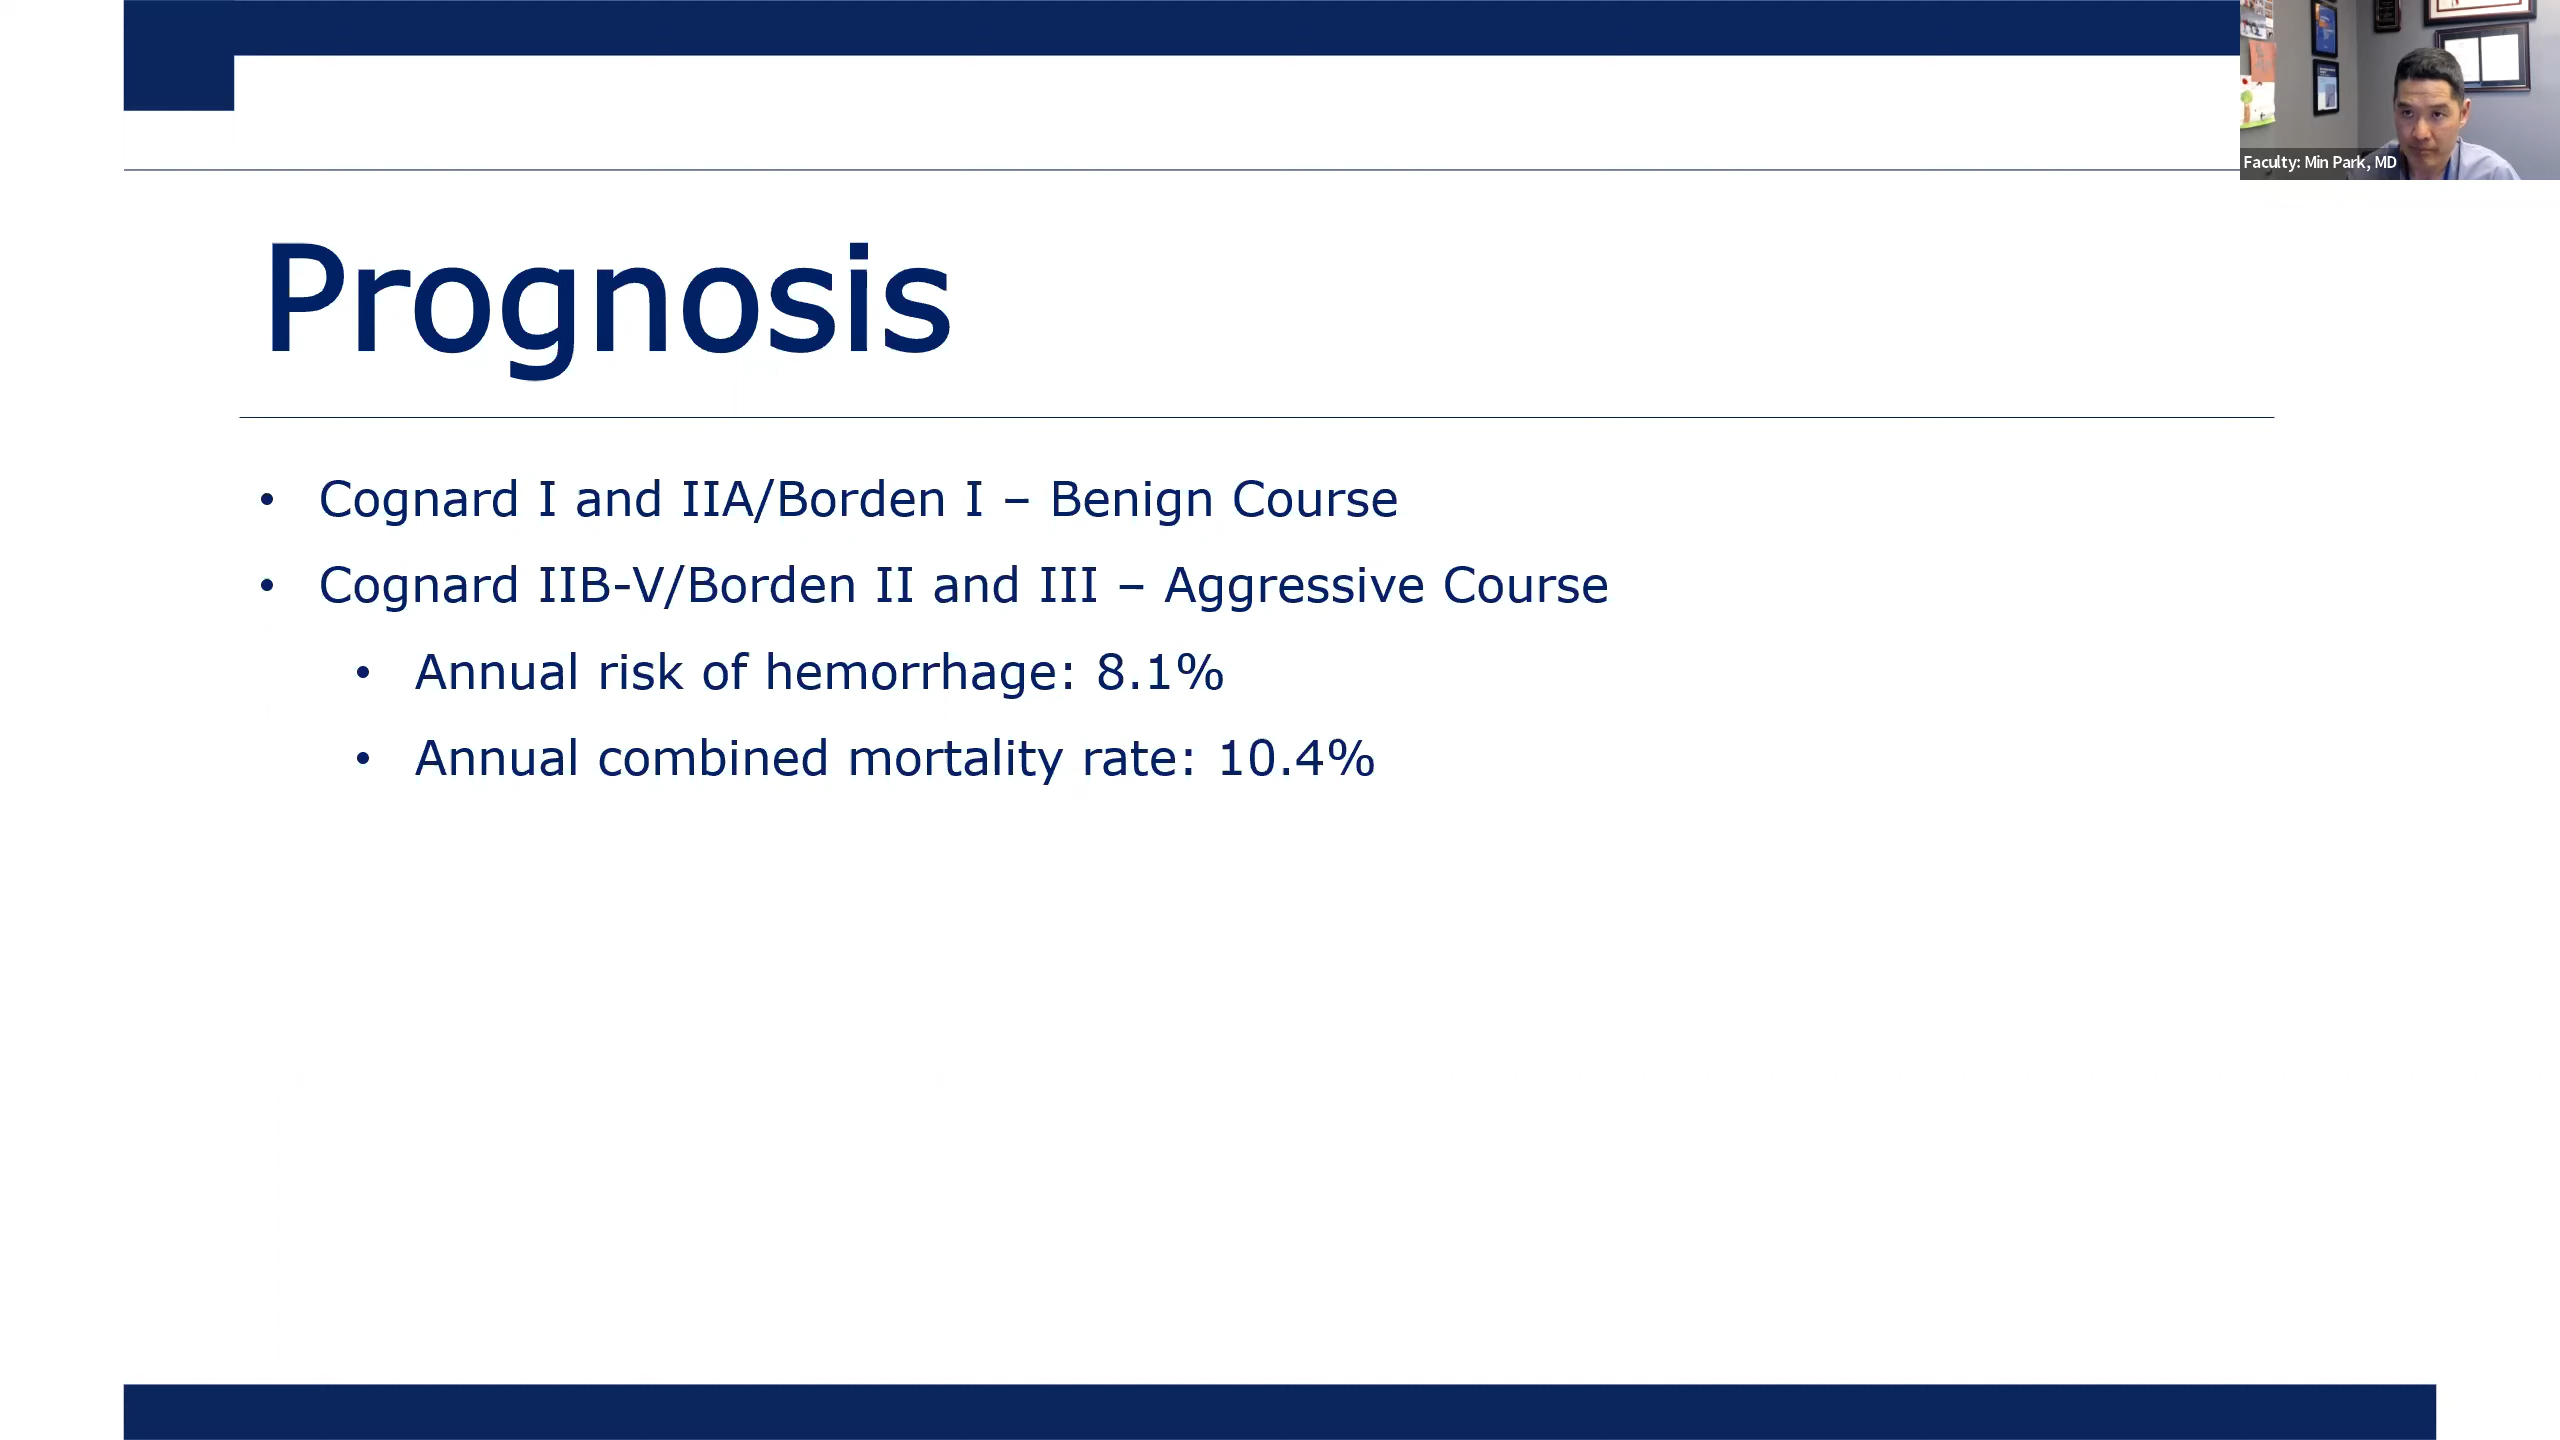 Faculty: Min Park, MD
Prognosis
• Cognard I and IIA/Borden I – Benign Course
• Cognard IIB-V/Borden II and III – Aggressive Course
• Annual risk of hemorrhage: 8.1%
• Annual combined mortality rate: 10.4%